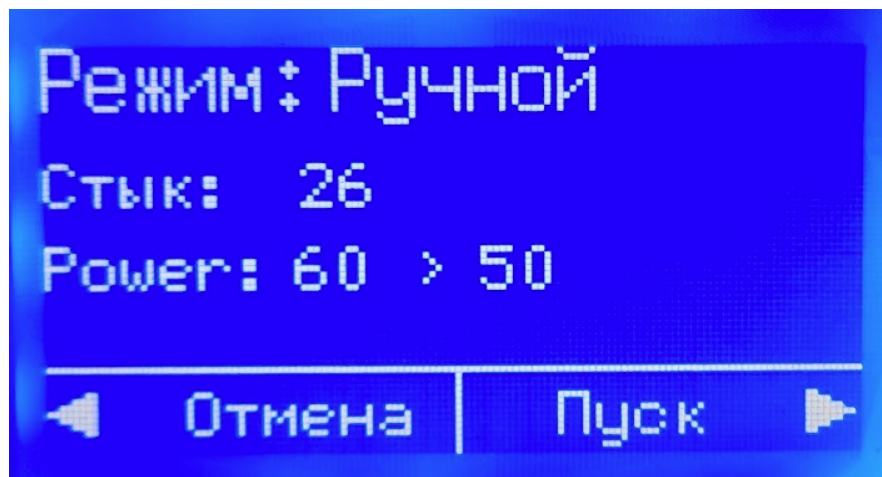 Режим: Ручной
Стык: 26
Power: 60 > 50
Отмена Пуск